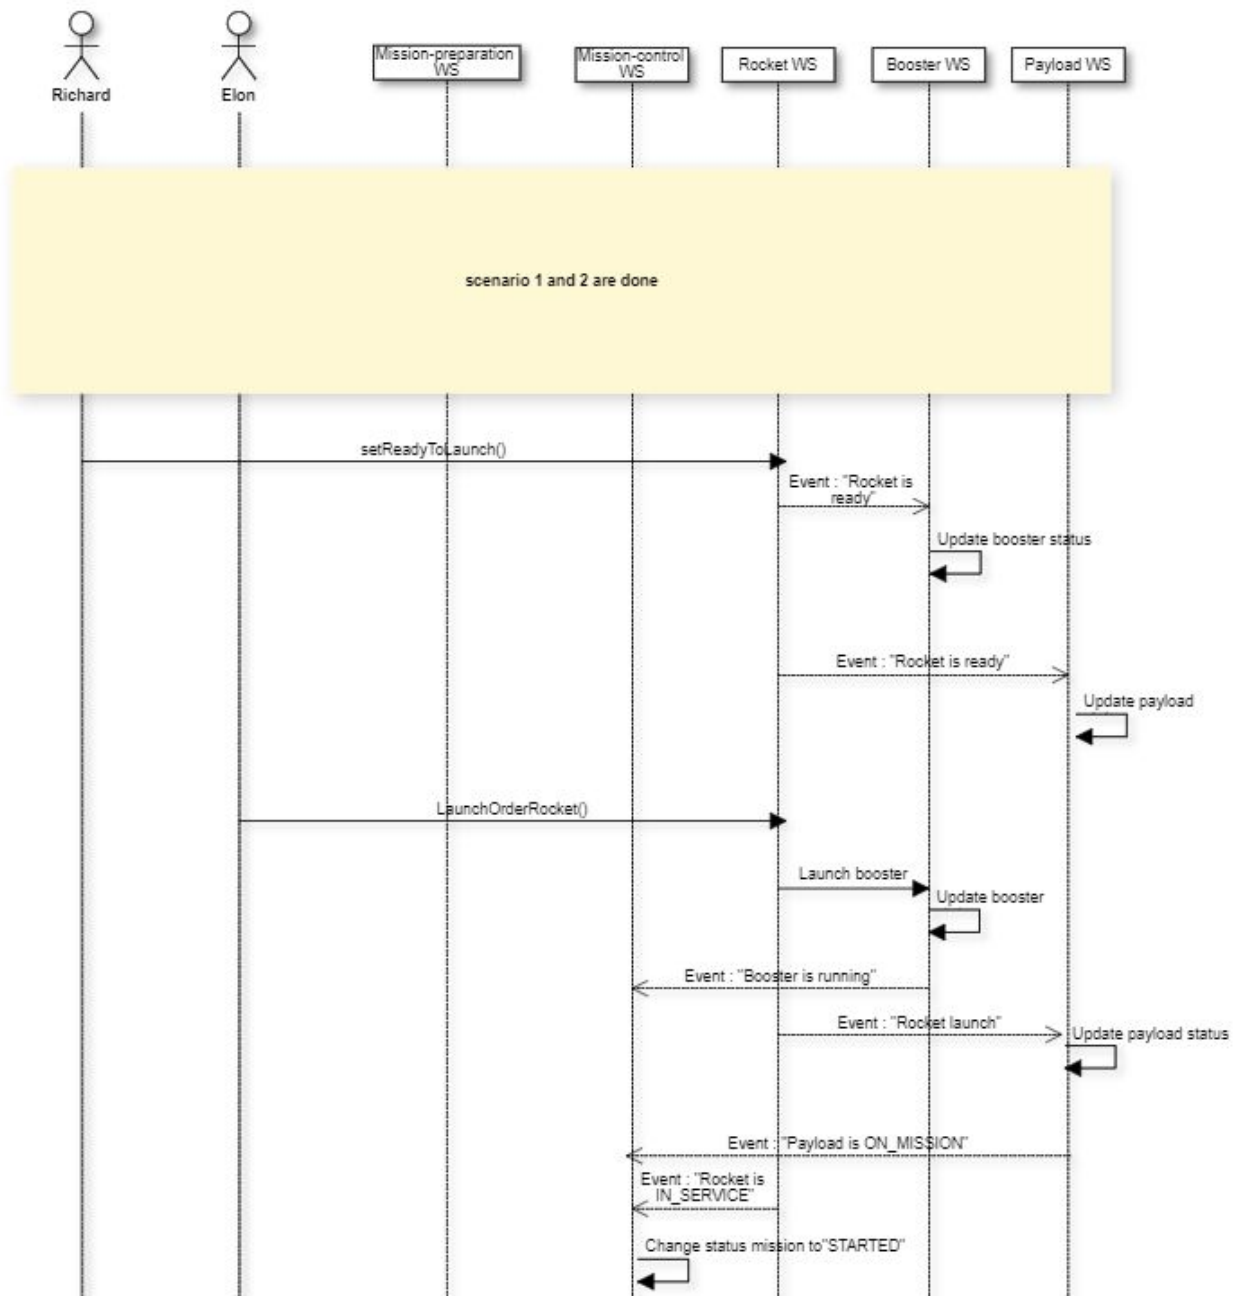 Richard
Elon
Mission-preparation
WS
Mission-control
WS
Rocket WS
Booster WS
Payload WS
scenario 1 and 2 are done
setReadyToLaunch()
Event : "Rocket is
ready"
Update booster status
Event : "Rocket is ready"
Update payload
LaunchOrderRocket()
Launch booster
Update booster
Event : "Booster is running"
Event : "Rocket launch"
Update payload status
Event : "Payload is ON_MISSION"
Event : "Rocket is
IN_SERVICE"
Change status mission to"STARTED"